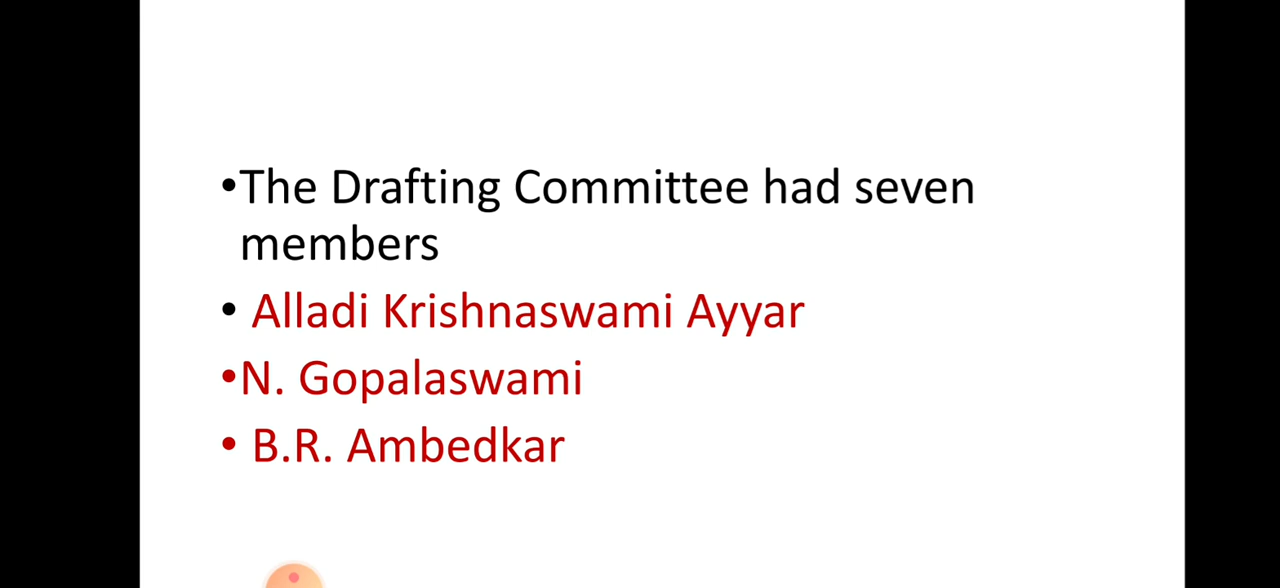 •The Drafting Committee had seven
members
• Alladi Krishnaswami Ayyar
•N. Gopalaswami
• B.R. Ambedkar